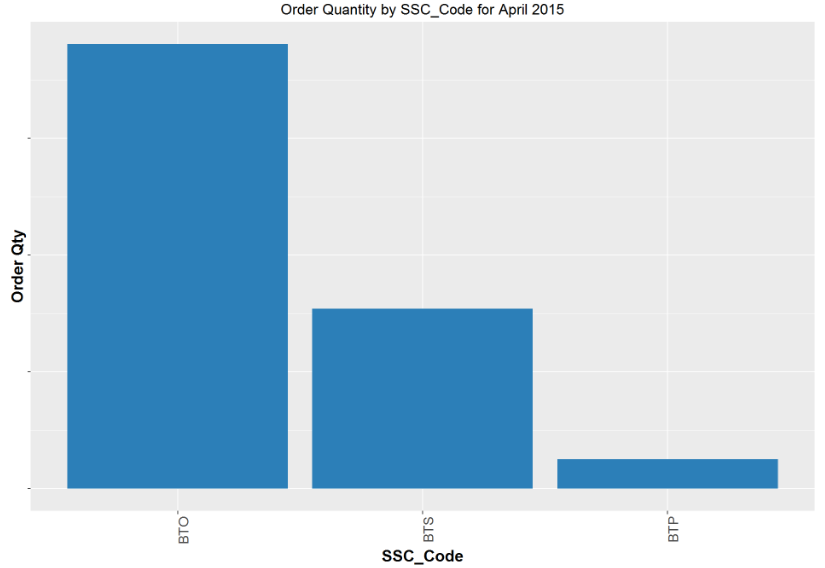 Order Quantity by SSC_Code for April 2015
Order Qty
BTO
BTS
BTP
SSC_Code